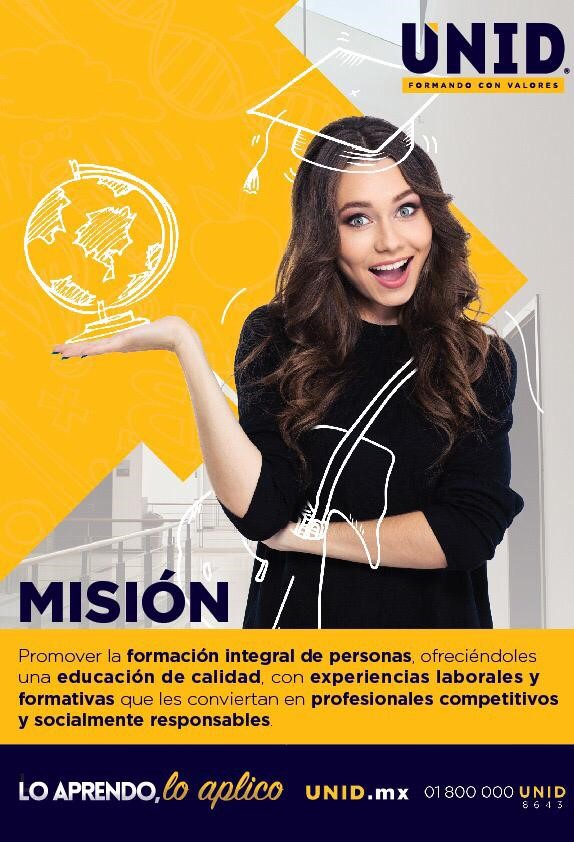 UNID®
FORMANDO CON VALORES
MISIÓN
Promover la formación integral de personas, ofreciéndoles
una educación de calidad, con experiencias laborales y
formativas que les conviertan en profesionales competitivos
y socialmente responsables.
LO APRENDO, lo aplico UNID.mx 01 800 000 UNID
8643